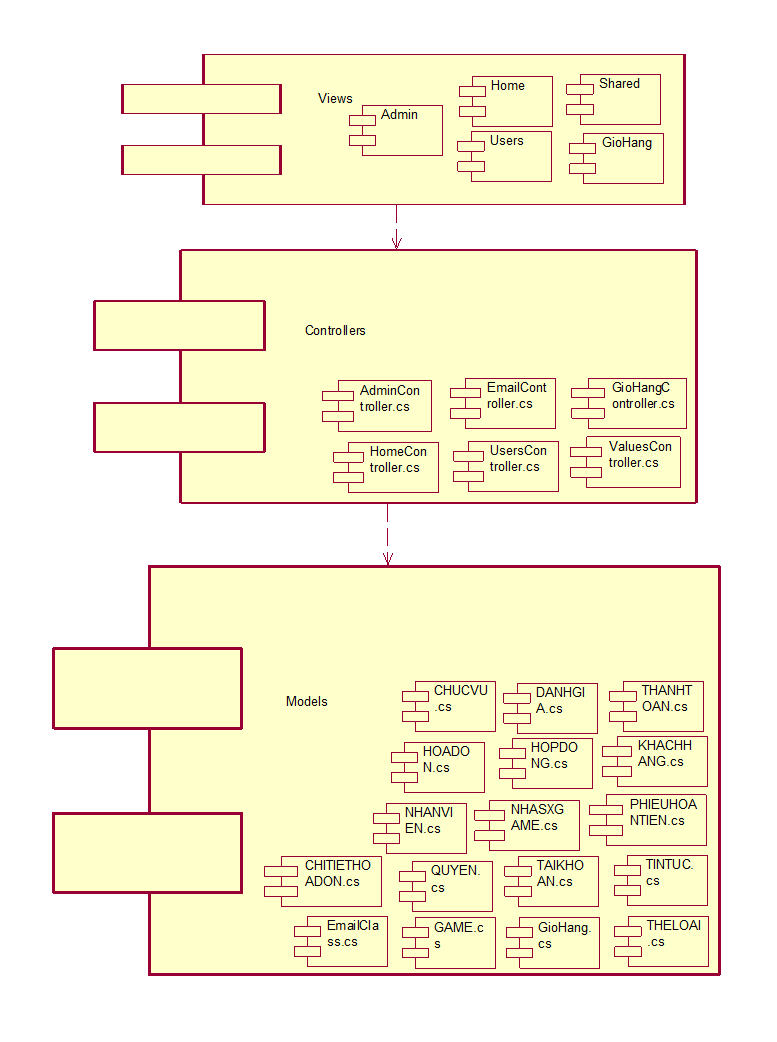 Views
Admin
Home
Shared
Users
GioHang
Controllers
AdminCon
troller.cs
EmailCont
roller.cs
GioHangC
ontroller.cs
HomeCon
troller.cs
UsersCon
troller.cs
ValuesCon
troller.cs
Models
CHUCVU
.cs
DANHGI
A.cs
THANHT
OAN.cs
HOADO
N.cs
HOPDO
NG.cs
KHACHH
ANG.cs
NHANVI
EN.cs
NHASXG
AME.cs
PHIEUHOA
NTIEN.cs
CHITIETHO
ADON.cs
QUYEN.
cs
TAIKHO
AN.cs
TINTUC.
cs
EmailCla
ss.cs
GAME.c
s
GioHang.
cs
THELOAI
.cs